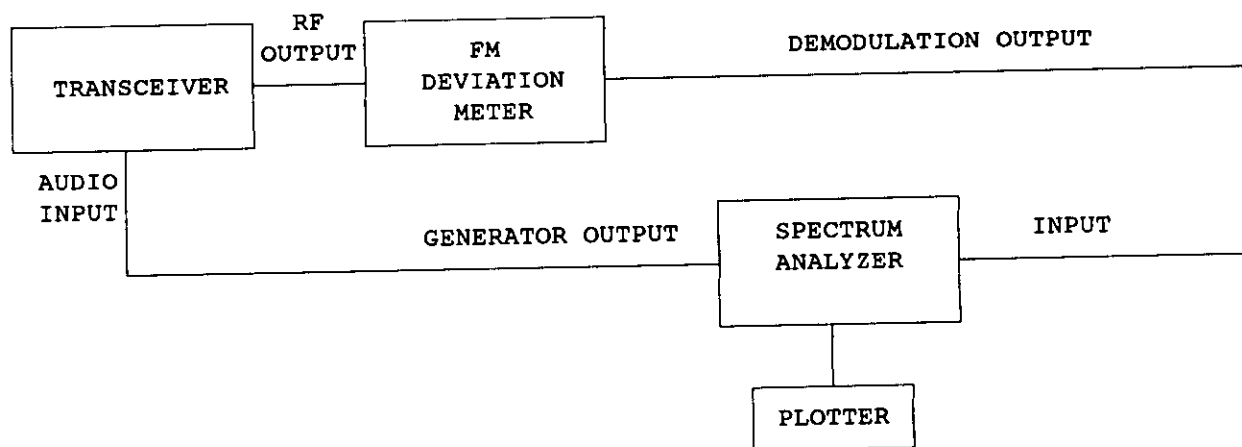 RF
OUTPUT
TRANSCEIVER
FM
DEVIATION
METER
DEMODULATION OUTPUT
AUDIO
INPUT
GENERATOR OUTPUT
SPECTRUM
ANALYZER
INPUT
PLOTTER